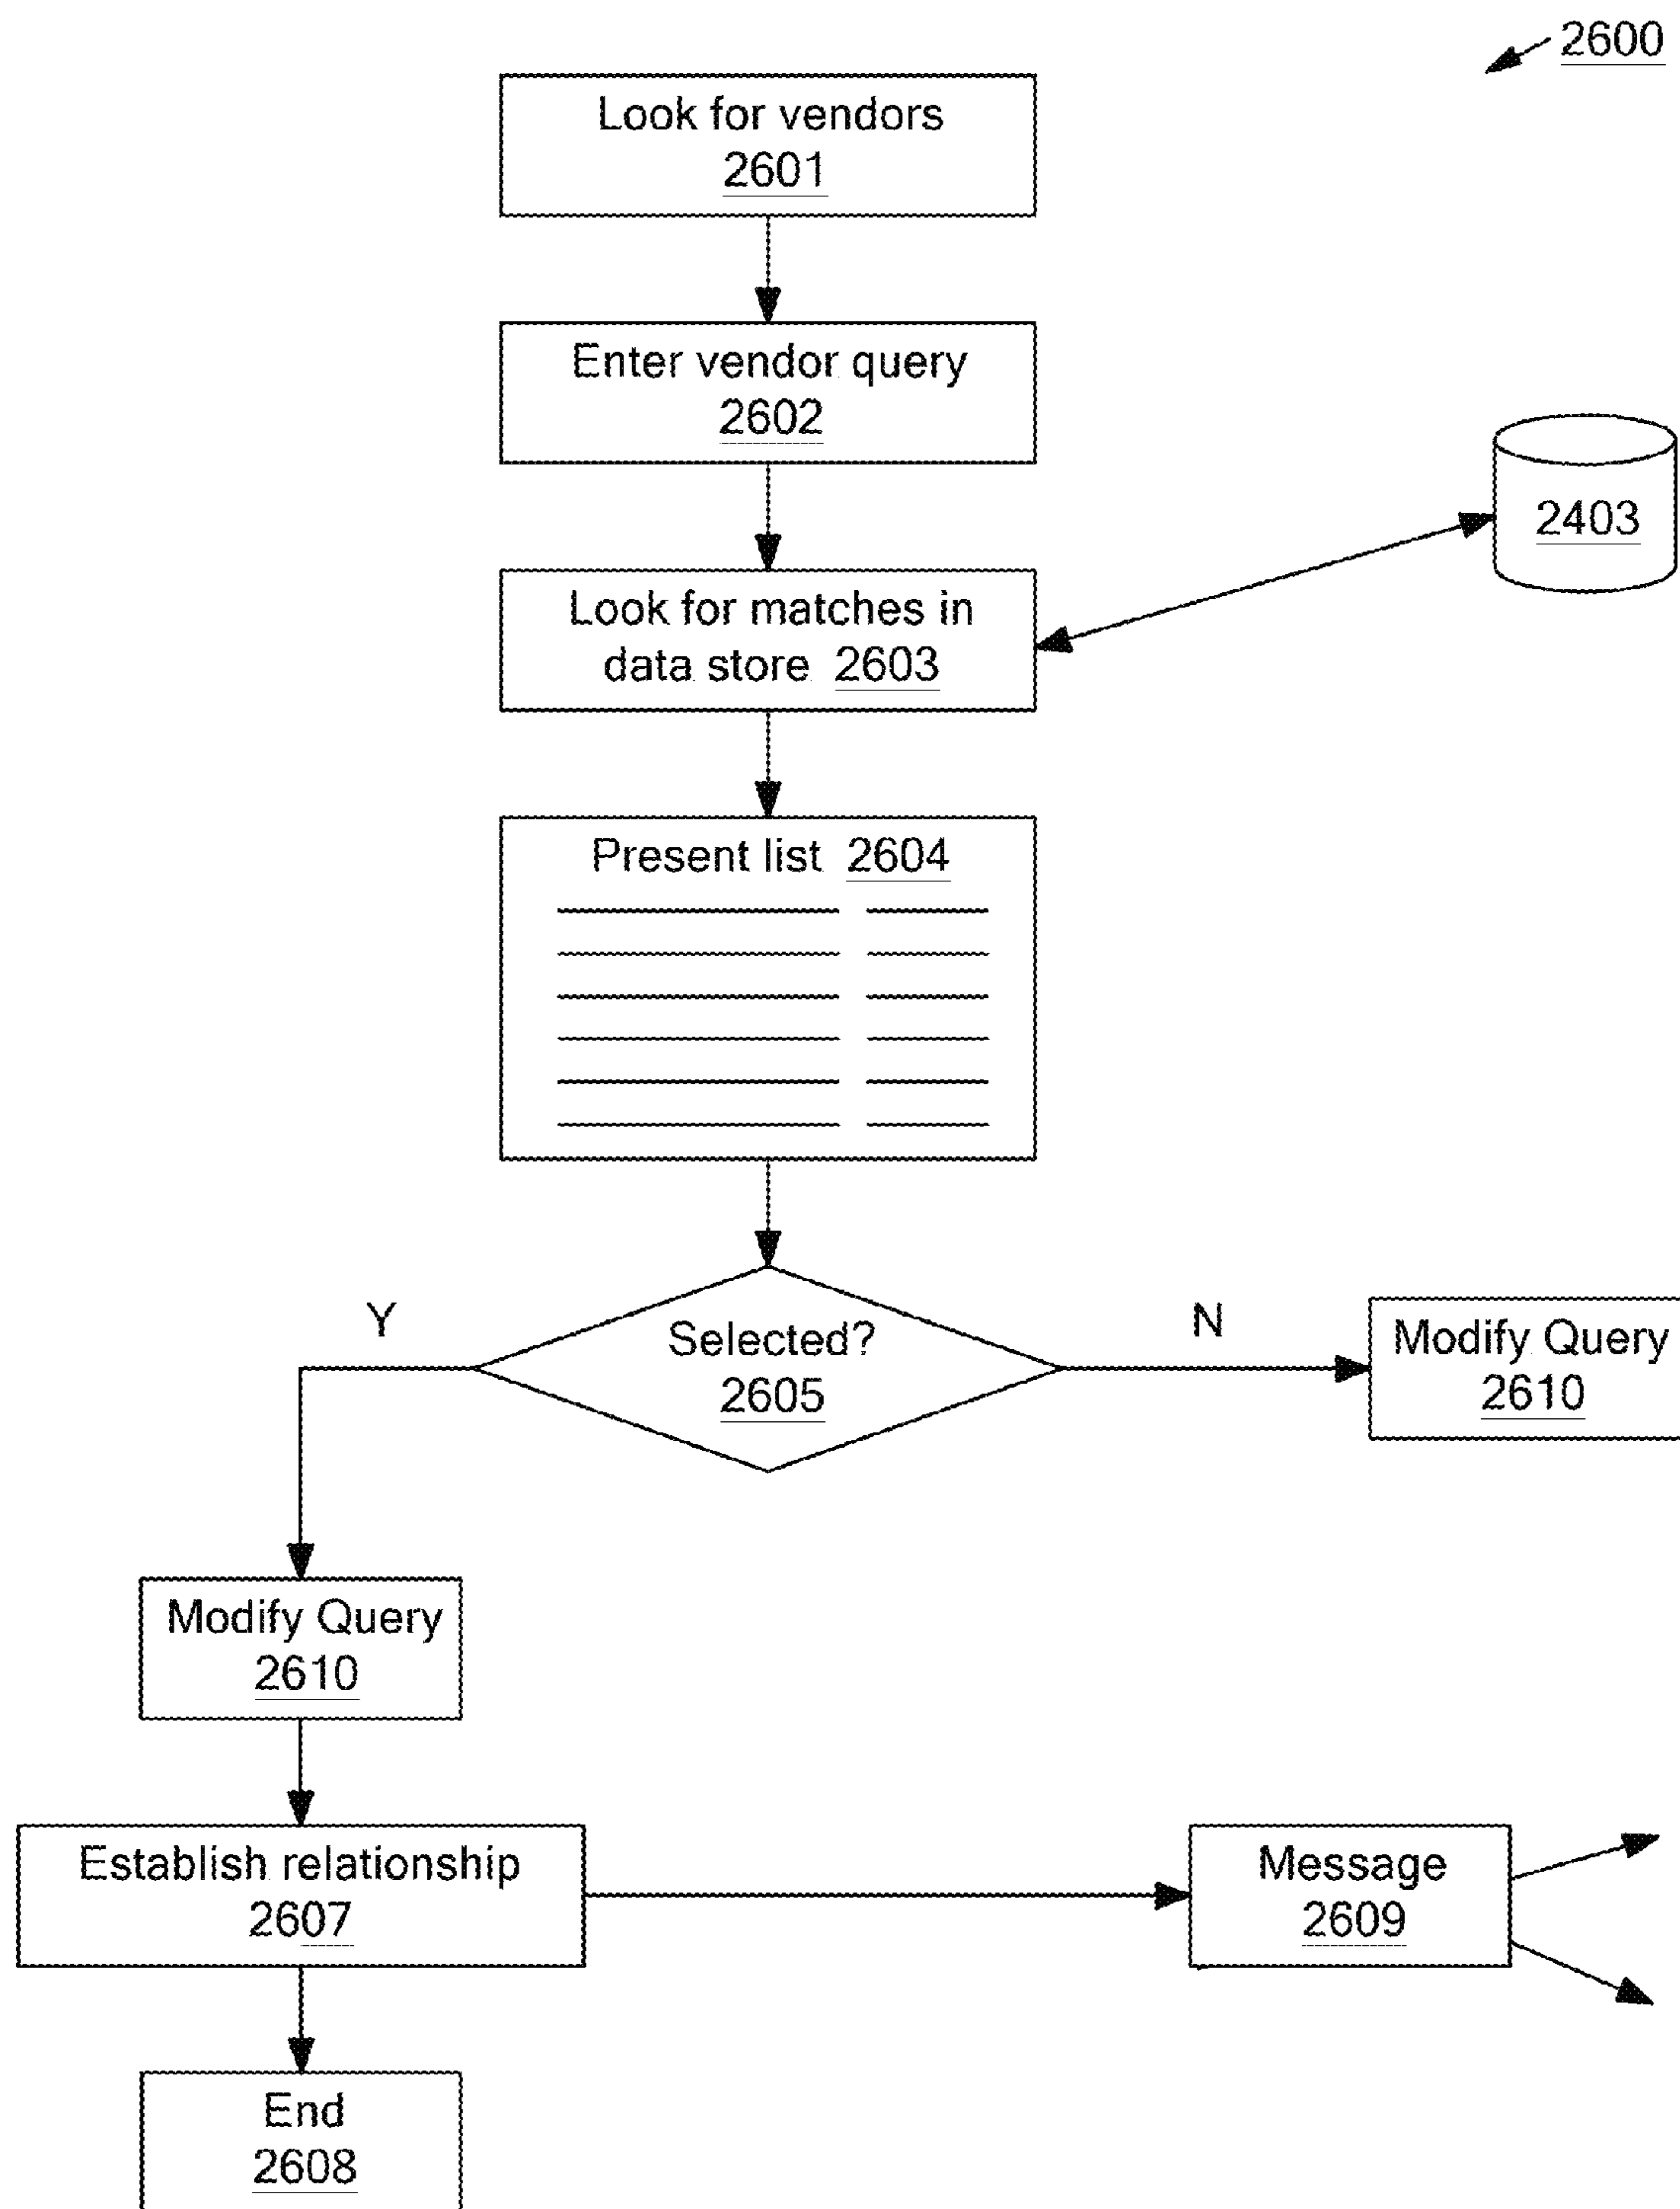 2600
Look for vendors
2601
Enter vendor query
2602
2403
Look for matches in
data store 2603
Present list 2604
Y
N
Selected?
2605
Modify Query
2610
Modify Query
2610
Establish relationship
2607
Message
2609
End
2608